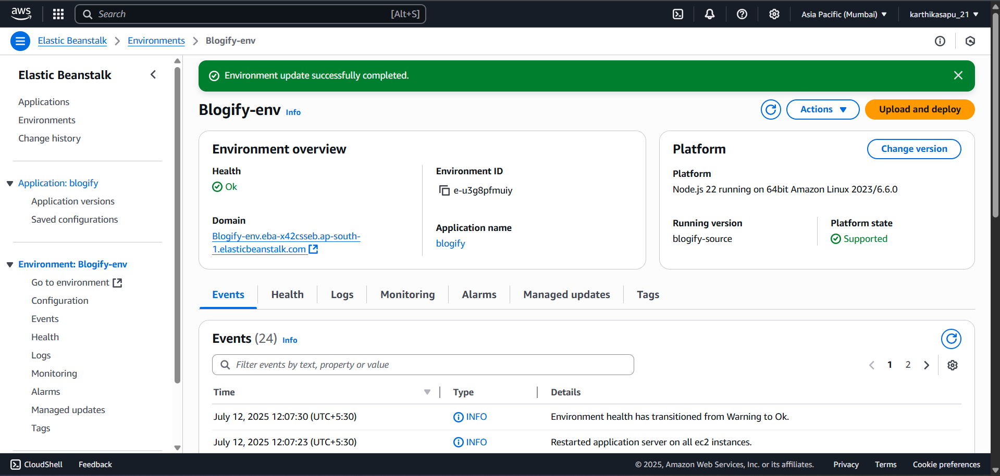 aws
Search [Alt+S]
Asia Pacific (Mumbai)
karthikasapu_21
Elastic Beanstalk
Environments
Blogify-env
Elastic Beanstalk
Applications
Environments
Change history
Application: blogify
Application versions
Saved configurations
Environment: Blogify-env
Go to environment
Configuration
Events
Health
Logs
Monitoring
Alarms
Managed updates
Tags
Environment update successfully completed.
Blogify-env Info
Actions
Upload and deploy
Environment overview
Health
Ok
Domain
Blogify-env.eba-x42csseb.ap-south-
1.elasticbeanstalk.com
Environment ID
e-u3g8pfmuiy
Application name
blogify
Platform
Change version
Platform
Node.js 22 running on 64bit Amazon Linux 2023/6.6.0
Running version
blogify-source
Platform state
Supported
Events Health Logs Monitoring Alarms Managed updates Tags
Events (24) Info
Filter events by text, property or value
1 2
Time Type Details
July 12, 2025 12:07:30 (UTC+5:30) INFO Environment health has transitioned from Warning to Ok.
July 12, 2025 12:07:23 (UTC+5:30) INFO Restarted application server on all ec2 instances.
CloudShell Feedback
© 2025, Amazon Web Services, Inc. or its affiliates. Privacy Terms Cookie preferences